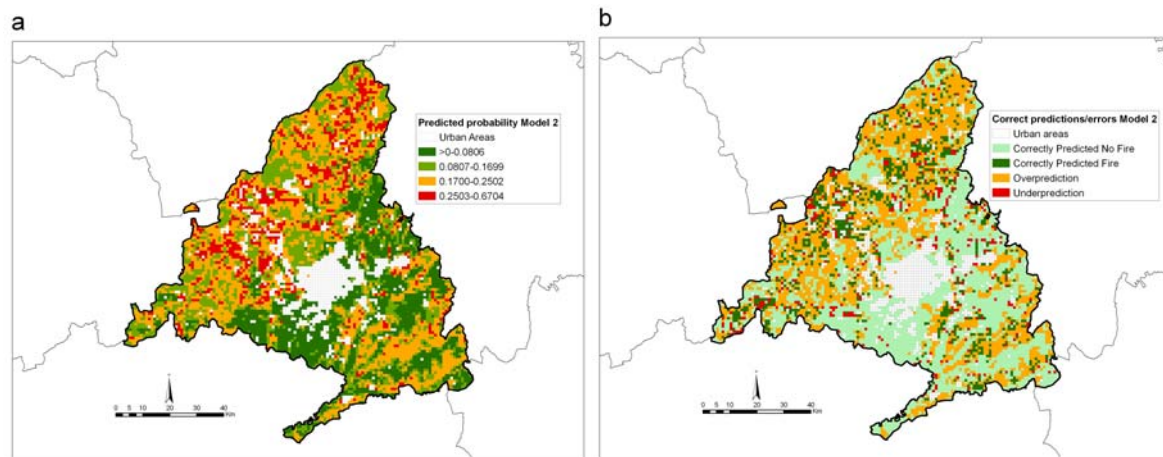 a
Predicted probability Model 2
Urban Areas
>0-0.0806
0.0807-0.1699
0.1700-0.2502
0.2503-0.6704
0 5 10 20 30 40
Km
b
Correct predictions/errors Model 2
Urban areas
Correctly Predicted No Fire
Correctly Predicted Fire
Overprediction
Underprediction
0 5 10 20 30 40
Km